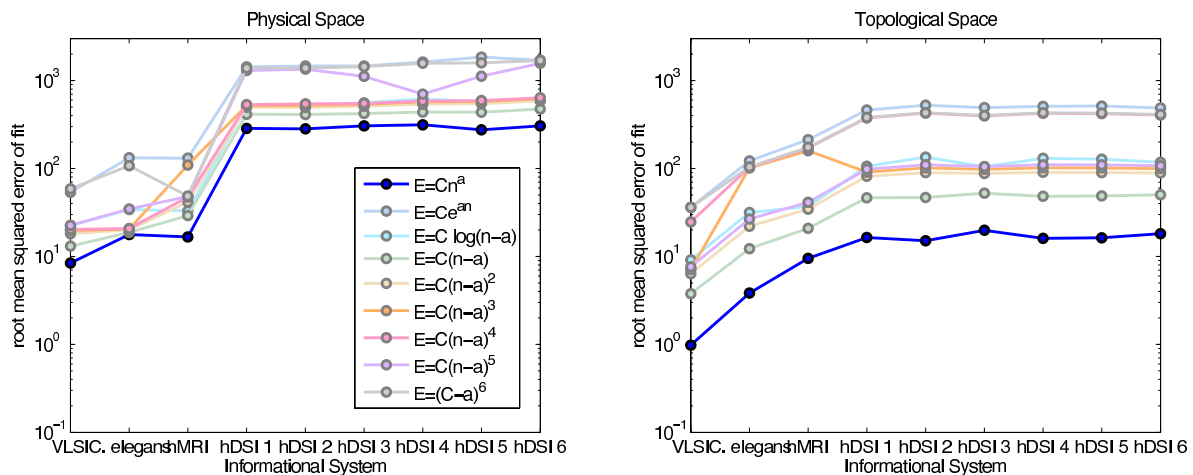 Physical Space
root mean squared error of fit
10^3
10^2
10^1
10^0
10^-1
E=Cn^a
E=Ce^an
E=C log(n-a)
E=C(n-a)
E=C(n-a)^2
E=C(n-a)^3
E=C(n-a)^4
E=C(n-a)^5
E=(C-a)^6
VLSI C. elegans hMRI hDSI 1 hDSI 2 hDSI 3 hDSI 4 hDSI 5 hDSI 6
Informational System
Topological Space
root mean squared error of fit
10^3
10^2
10^1
10^0
10^-1
VLSI C. elegans hMRI hDSI 1 hDSI 2 hDSI 3 hDSI 4 hDSI 5 hDSI 6
Informational System